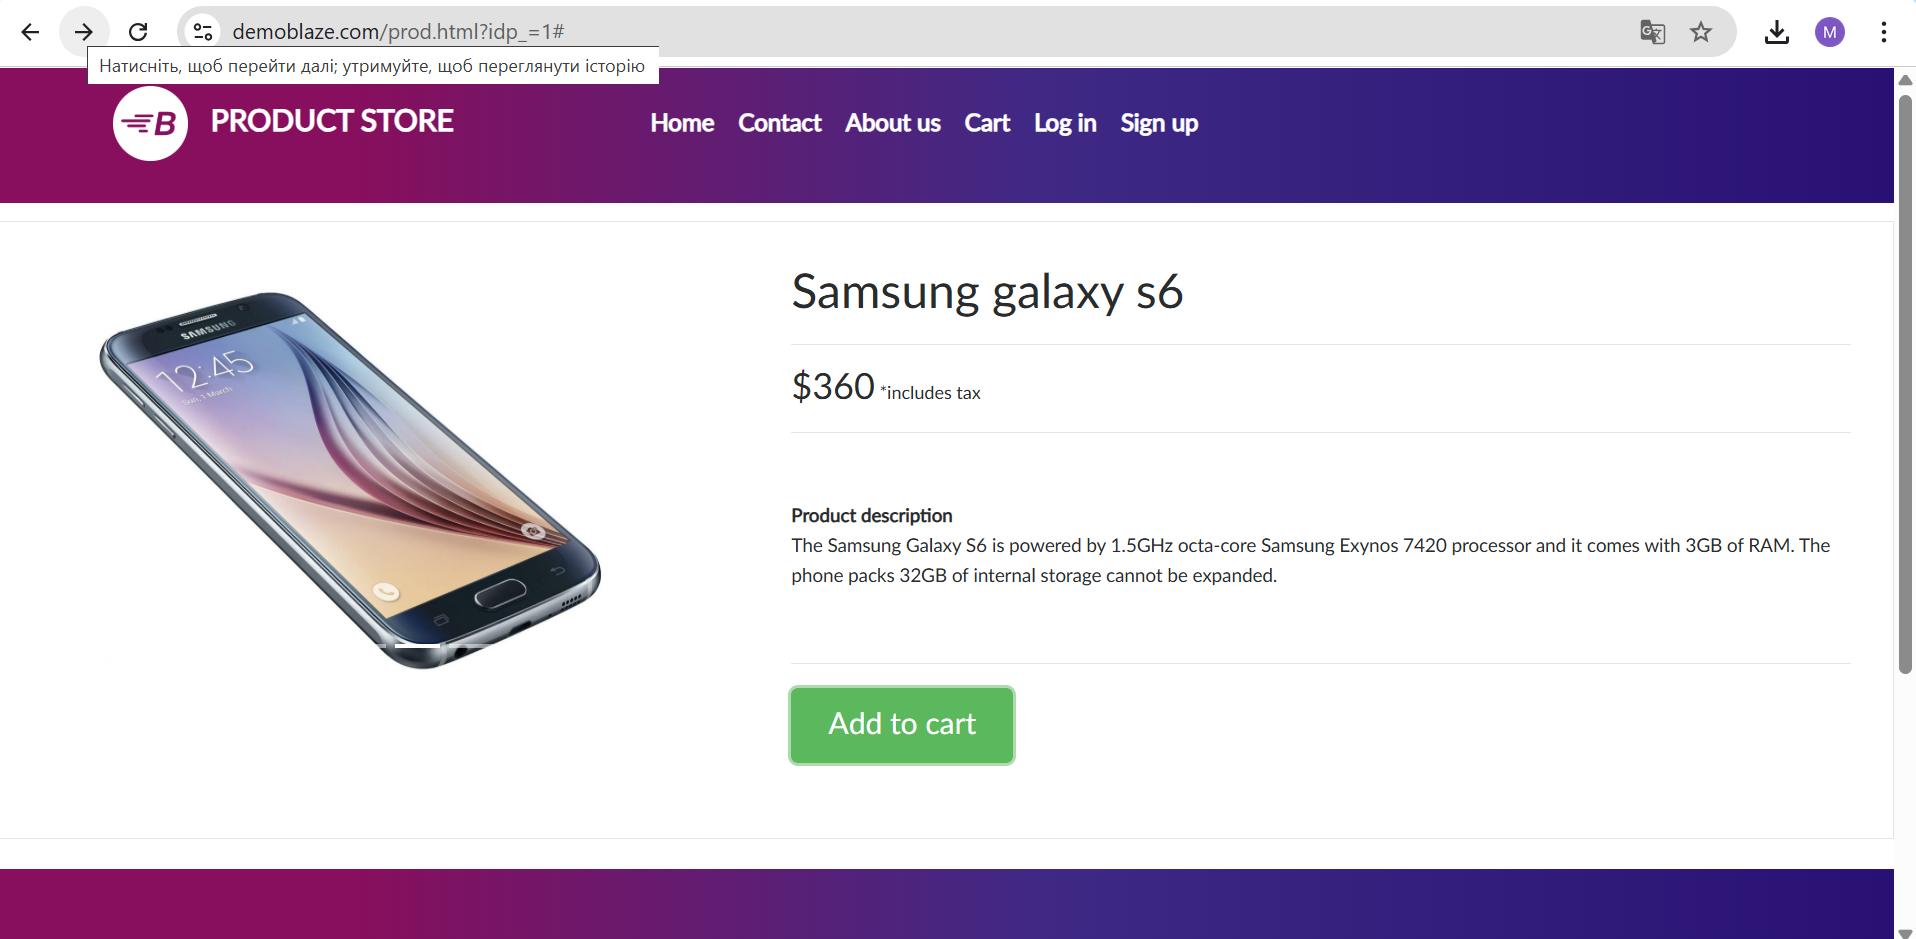 demoblaze.com/prod.html?idp_=1#
M
Натисніть, щоб перейти далі; утримуйте, щоб переглянути історію
B PRODUCT STORE
Home Contact About us Cart Log in Sign up
Samsung galaxy s6
SAMSUNG
12:45
Sun, 1 March
$360 *includes tax
Product description
The Samsung Galaxy S6 is powered by 1.5GHz octa-core Samsung Exynos 7420 processor and it comes with 3GB of RAM. The
phone packs 32GB of internal storage cannot be expanded.
Add to cart